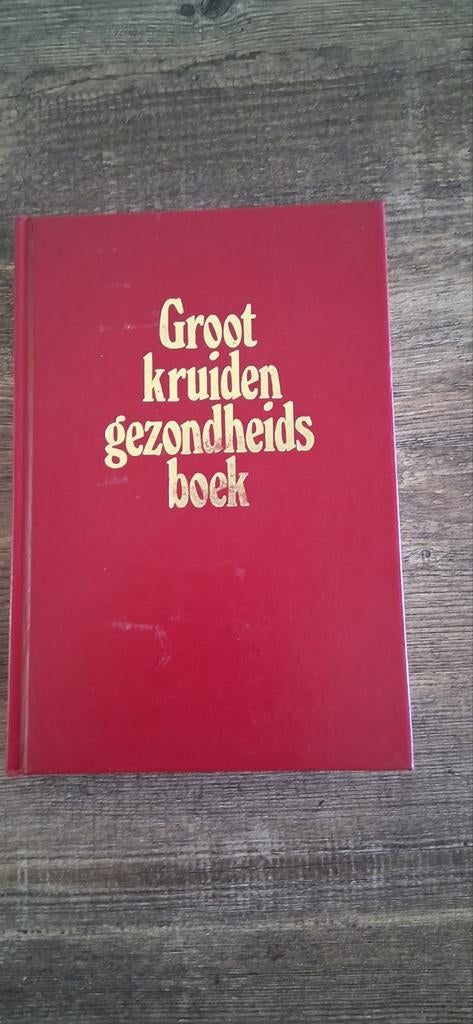 Groot
kruiden
gezondheids
boek